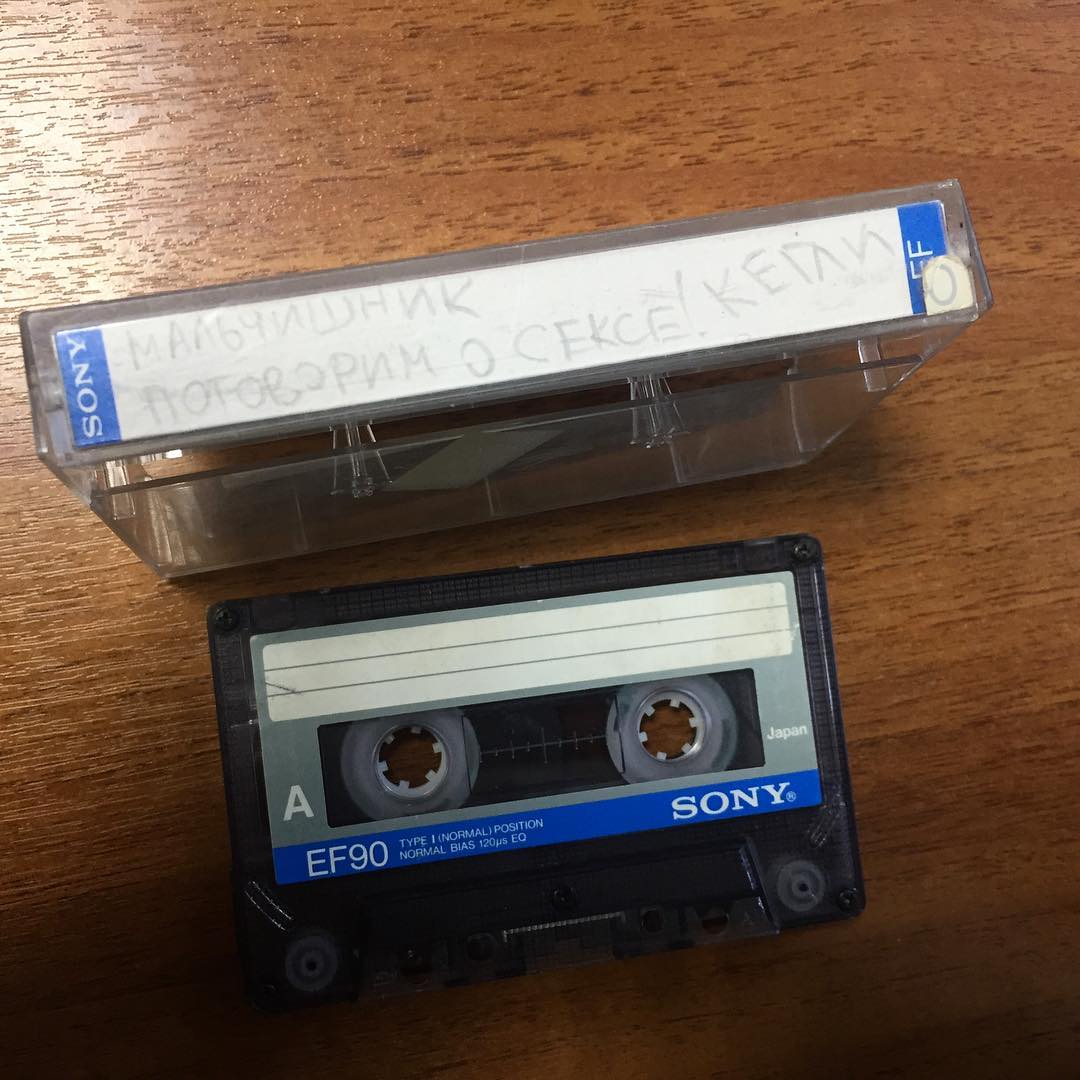 SONY
МАЛЬЧИШНИК
ПОГОВОРИМ О СЕКСЕ! КЕГЛИ
EF
Japan
A
SONY®
EF90
TYPE I (NORMAL) POSITION
NORMAL BIAS 120µs EQ